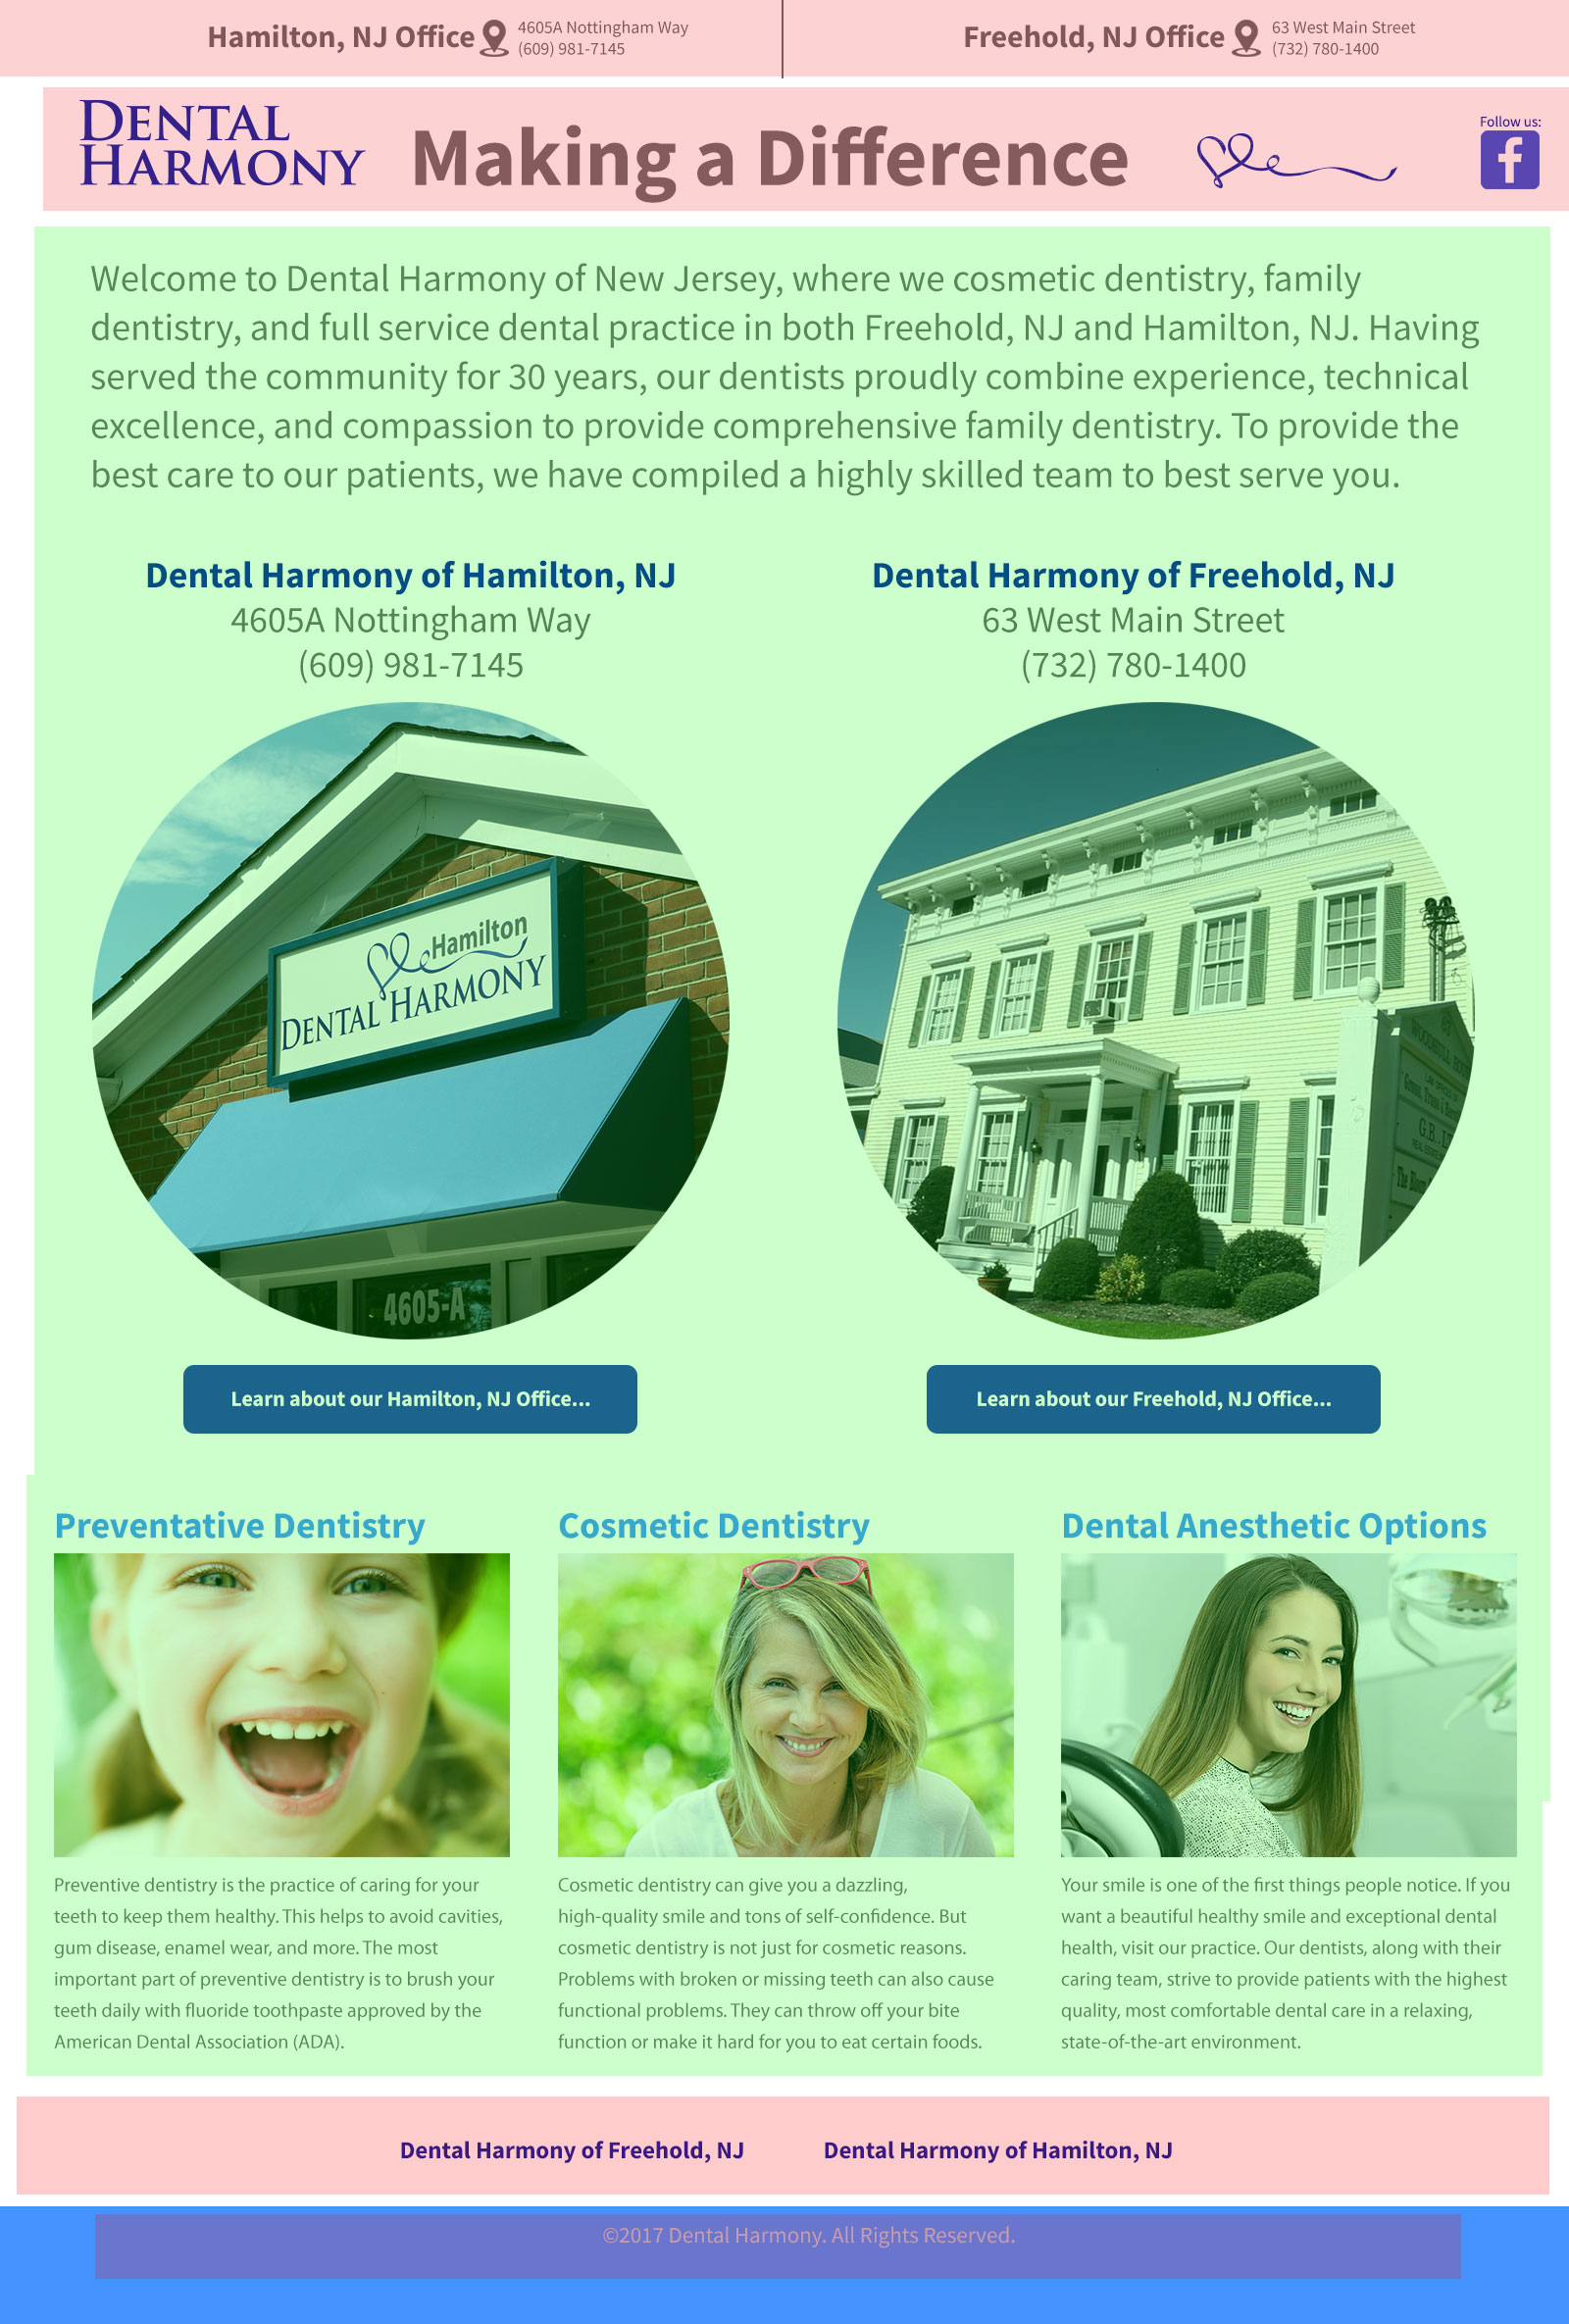 Hamilton, NJ Office
4605A Nottingham Way
(609) 981-7145
Freehold, NJ Office
63 West Main Street
(732) 780-1400
DENTAL
HARMONY
Making a Difference
Follow us:
Welcome to Dental Harmony of New Jersey, where we cosmetic dentistry, family
dentistry, and full service dental practice in both Freehold, NJ and Hamilton, NJ. Having
served the community for 30 years, our dentists proudly combine experience, technical
excellence, and compassion to provide comprehensive family dentistry. To provide the
best care to our patients, we have compiled a highly skilled team to best serve you.
Dental Harmony of Hamilton, NJ
4605A Nottingham Way
(609) 981-7145
Dental Harmony of Freehold, NJ
63 West Main Street
(732) 780-1400
Hamilton
DENTAL HARMONY
4605-A
Learn about our Hamilton, NJ Office...
Learn about our Freehold, NJ Office...
Preventative Dentistry
Preventive dentistry is the practice of caring for your
teeth to keep them healthy. This helps to avoid cavities,
gum disease, enamel wear, and more. The most
important part of preventive dentistry is to brush your
teeth daily with fluoride toothpaste approved by the
American Dental Association (ADA).
Cosmetic Dentistry
Cosmetic dentistry can give you a dazzling,
high-quality smile and tons of self-confidence. But
cosmetic dentistry is not just for cosmetic reasons.
Problems with broken or missing teeth can also cause
functional problems. They can throw off your bite
function or make it hard for you to eat certain foods.
Dental Anesthetic Options
Your smile is one of the first things people notice. If you
want a beautiful healthy smile and exceptional dental
health, visit our practice. Our dentists, along with their
caring team, strive to provide patients with the highest
quality, most comfortable dental care in a relaxing,
state-of-the-art environment.
Dental Harmony of Freehold, NJ
Dental Harmony of Hamilton, NJ
©2017 Dental Harmony. All Rights Reserved.